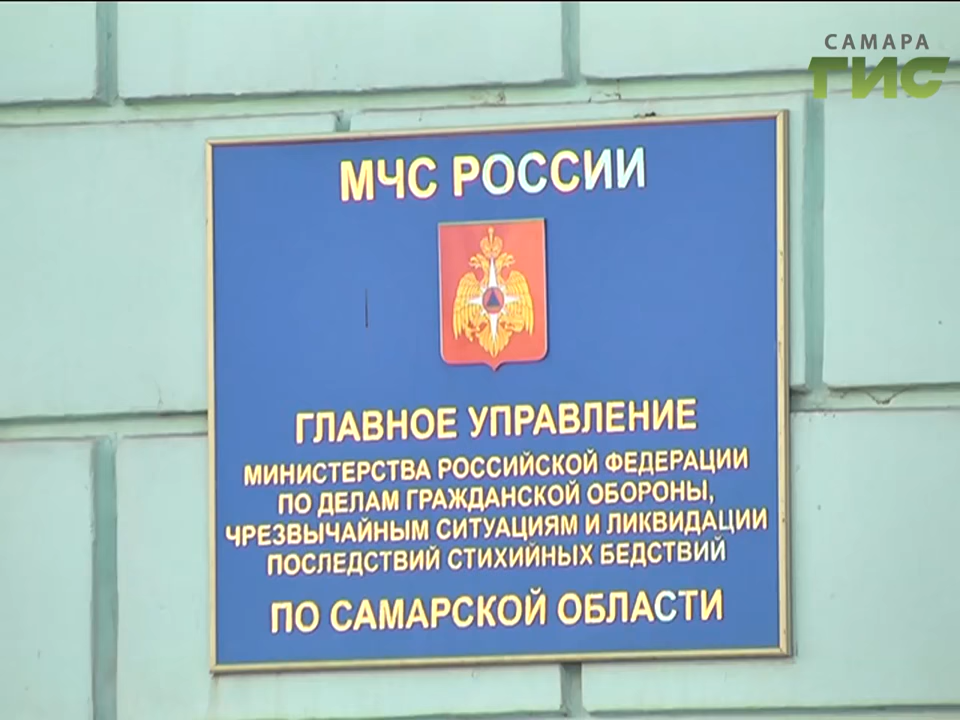 САМАРА
ГИС
МЧС РОССИИ
ГЛАВНОЕ УПРАВЛЕНИЕ
МИНИСТЕРСТВА РОССИЙСКОЙ ФЕДЕРАЦИИ
ПО ДЕЛАМ ГРАЖДАНСКОЙ ОБОРОНЫ,
ЧРЕЗВЫЧАЙНЫМ СИТУАЦИЯМ И ЛИКВИДАЦИИ
ПОСЛЕДСТВИЙ СТИХИЙНЫХ БЕДСТВИЙ
ПО САМАРСКОЙ ОБЛАСТИ